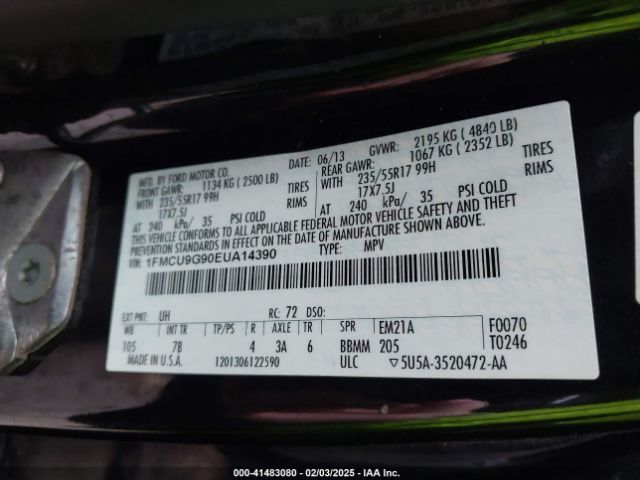 MFD. BY FORD MOTOR CO.
DATE: 06/13 GVWR: 2195 KG ( 4840 LB)
FRONT GAWR: 1134 KG ( 2500 LB) REAR GAWR: 1067 KG ( 2352 LB)
WITH 235/55R17 99H TIRES WITH 235/55R17 99H TIRES
17X7.5J RIMS 17X7.5J RIMS
AT 240 kPa/ 35 PSI COLD AT 240 kPa/ 35 PSI COLD
THIS VEHICLE CONFORMS TO ALL APPLICABLE FEDERAL MOTOR VEHICLE SAFETY AND THEFT
PREVENTION STANDARDS IN EFFECT ON THE DATE OF MANUFACTURE SHOWN ABOVE.
VIN: 1FMCU9G90EUA14390 TYPE: MPV
EXT PNT: UH RC: 72 DSO:
WB INT TR TP/PS R AXLE TR SPR EM21A F0070
105 7B 4 3A 6 BBMM 205 T0246
MADE IN U.S.A. 1201306122590 ULC 5U5A-3520472-AA
000-41483080 - 02/03/2025 - IAA Inc.